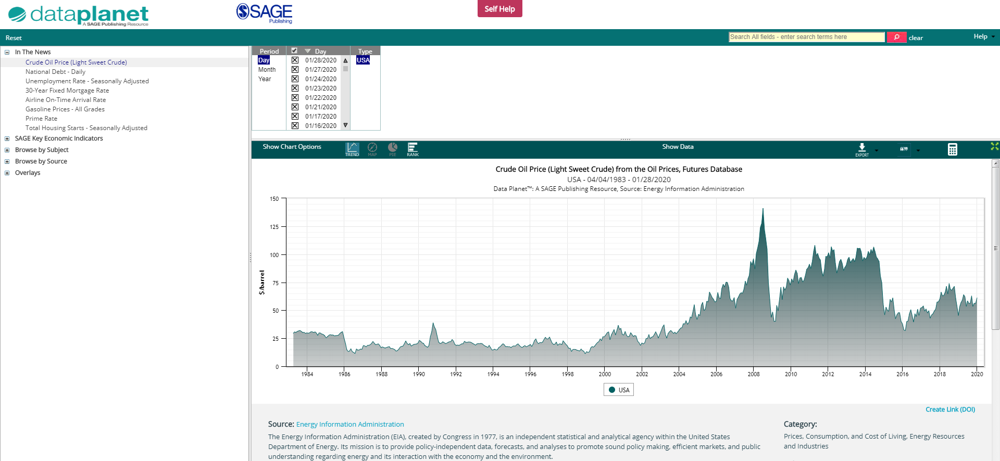 dataplanet
A SAGE Publishing Resource
SAGE
Publishing
Self Help
Reset
Search All fields - enter search terms here
clear
Help
In The News
Crude Oil Price (Light Sweet Crude)
National Debt - Daily
Unemployment Rate - Seasonally Adjusted
30-Year Fixed Mortgage Rate
Airline On-Time Arrival Rate
Gasoline Prices - All Grades
Prime Rate
Total Housing Starts - Seasonally Adjusted
SAGE Key Economic Indicators
Browse by Subject
Browse by Source
Overlays
Period
Day
Month
Year
Day
01/28/2020
01/27/2020
01/24/2020
01/23/2020
01/22/2020
01/21/2020
01/17/2020
01/16/2020
Type
USA
Show Chart Options
TREND
MAP
PIE
RANK
Show Data
EXPORT
Crude Oil Price (Light Sweet Crude) from the Oil Prices, Futures Database
USA - 04/04/1983 - 01/28/2020
Data Planet™: A SAGE Publishing Resource, Source: Energy Information Administration
$/barrel
150
125
100
75
50
25
0
1984 1986 1988 1990 1992 1994 1996 1998 2000 2002 2004 2006 2008 2010 2012 2014 2016 2018 2020
USA
Create Link (DOI)
Source: Energy Information Administration
The Energy Information Administration (EIA), created by Congress in 1977, is an independent statistical and analytical agency within the United States
Department of Energy. Its mission is to provide policy-independent data, forecasts, and analyses to promote sound policy making, efficient markets, and public
understanding regarding energy and its interaction with the economy and the environment.
Category:
Prices, Consumption, and Cost of Living, Energy Resources
and Industries